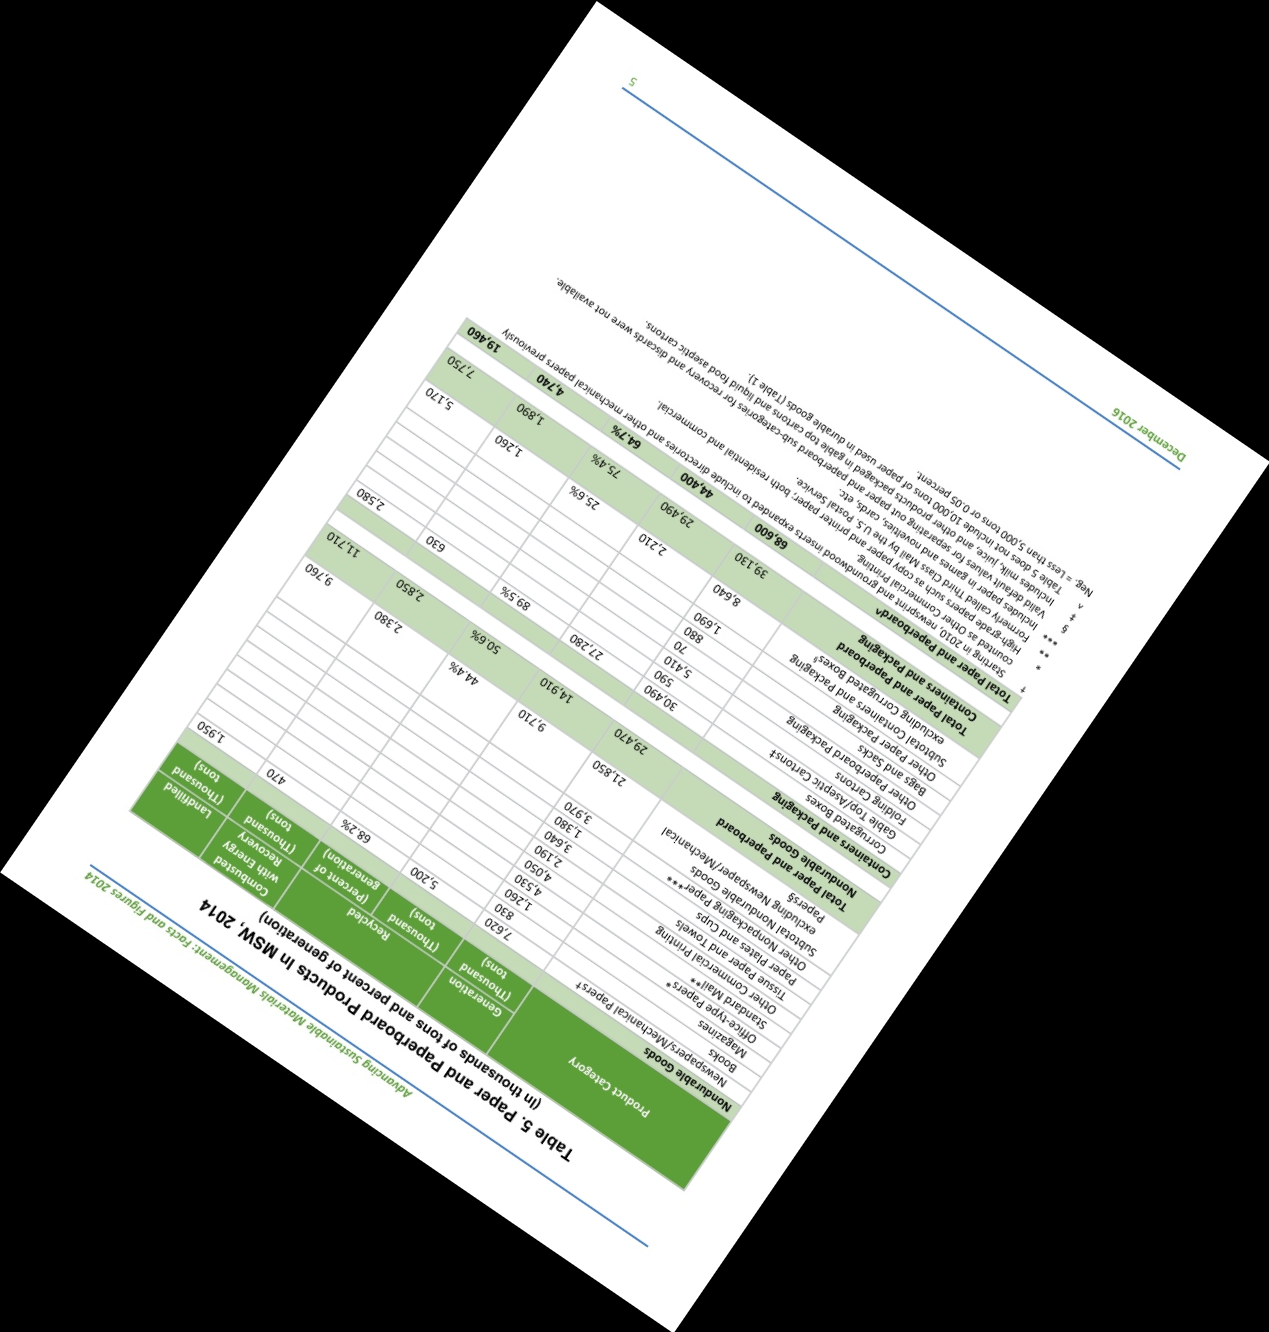 Advancing Sustainable Materials Management: Facts and Figures 2014
Table 5. Paper and Paperboard Products in MSW, 2014
(In thousands of tons and percent of generation)
Product Category Generation (Thousand tons) Recycled (Thousand tons) (Percent of generation) Combusted with Energy Recovery (Thousand tons) Landfilled (Thousand tons)
Nondurable Goods
Newspapers/Mechanical Papers† 7,620 5,200 68.2% 470 1,950
Books 830
Magazines 1,260
Office-type Papers* 4,530
Standard Mail** 4,050
Other Commercial Printing 2,190
Tissue Paper and Towels 3,640
Paper Plates and Cups 1,380
Other Nonpackaging Paper*** 3,970
Subtotal Nondurable Goods
excluding Newspaper/Mechanical
Papers§ 21,850 9,710 44.4% 2,380 9,760
Total Paper and Paperboard
Nondurable Goods 29,470 14,910 50.6% 2,850 11,710
Containers and Packaging
Corrugated Boxes 30,490 27,280 89.5% 630 2,580
Gable Top/Aseptic Cartons‡ 590
Folding Cartons 5,410
Other Paperboard Packaging 70
Bags and Sacks 880
Other Paper Packaging 1,690
Subtotal Containers and Packaging
excluding Corrugated Boxes§ 8,640 2,210 25.6% 1,260 5,170
Total Paper and Paperboard
Containers and Packaging 39,130 29,490 75.4% 1,890 7,750
Total Paper and Paperboard^ 68,600 44,400 64.7% 4,740 19,460
† Starting in 2010, newsprint and groundwood inserts expanded to include directories and other mechanical papers previously
counted as Other Commercial Printing.
* High-grade papers such as copy paper and printer paper; both residential and commercial.
** Formerly called Third Class Mail by the U.S. Postal Service.
*** Includes paper in games and novelties, cards, etc.
§ Valid default values for separating out paper and paperboard sub-categories for recovery and discards were not available.
‡ Includes milk, juice, and other products packaged in gable top cartons and liquid food aseptic cartons.
^ Table 5 does not include 10,000 tons of paper used in durable goods (Table 1).
Neg. = Less than 5,000 tons or 0.05 percent.
December 2016 5